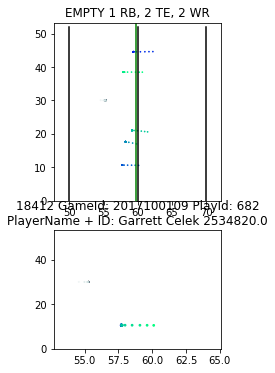 EMPTY 1 RB, 2 TE, 2 WR
50
40
30
20
10
0
50 55 60 65 70
18412 GameId: 2017100109 PlayId: 682
PlayerName + ID: Garrett Celek 2534820.0
40
20
0
55.0 57.5 60.0 62.5 65.0